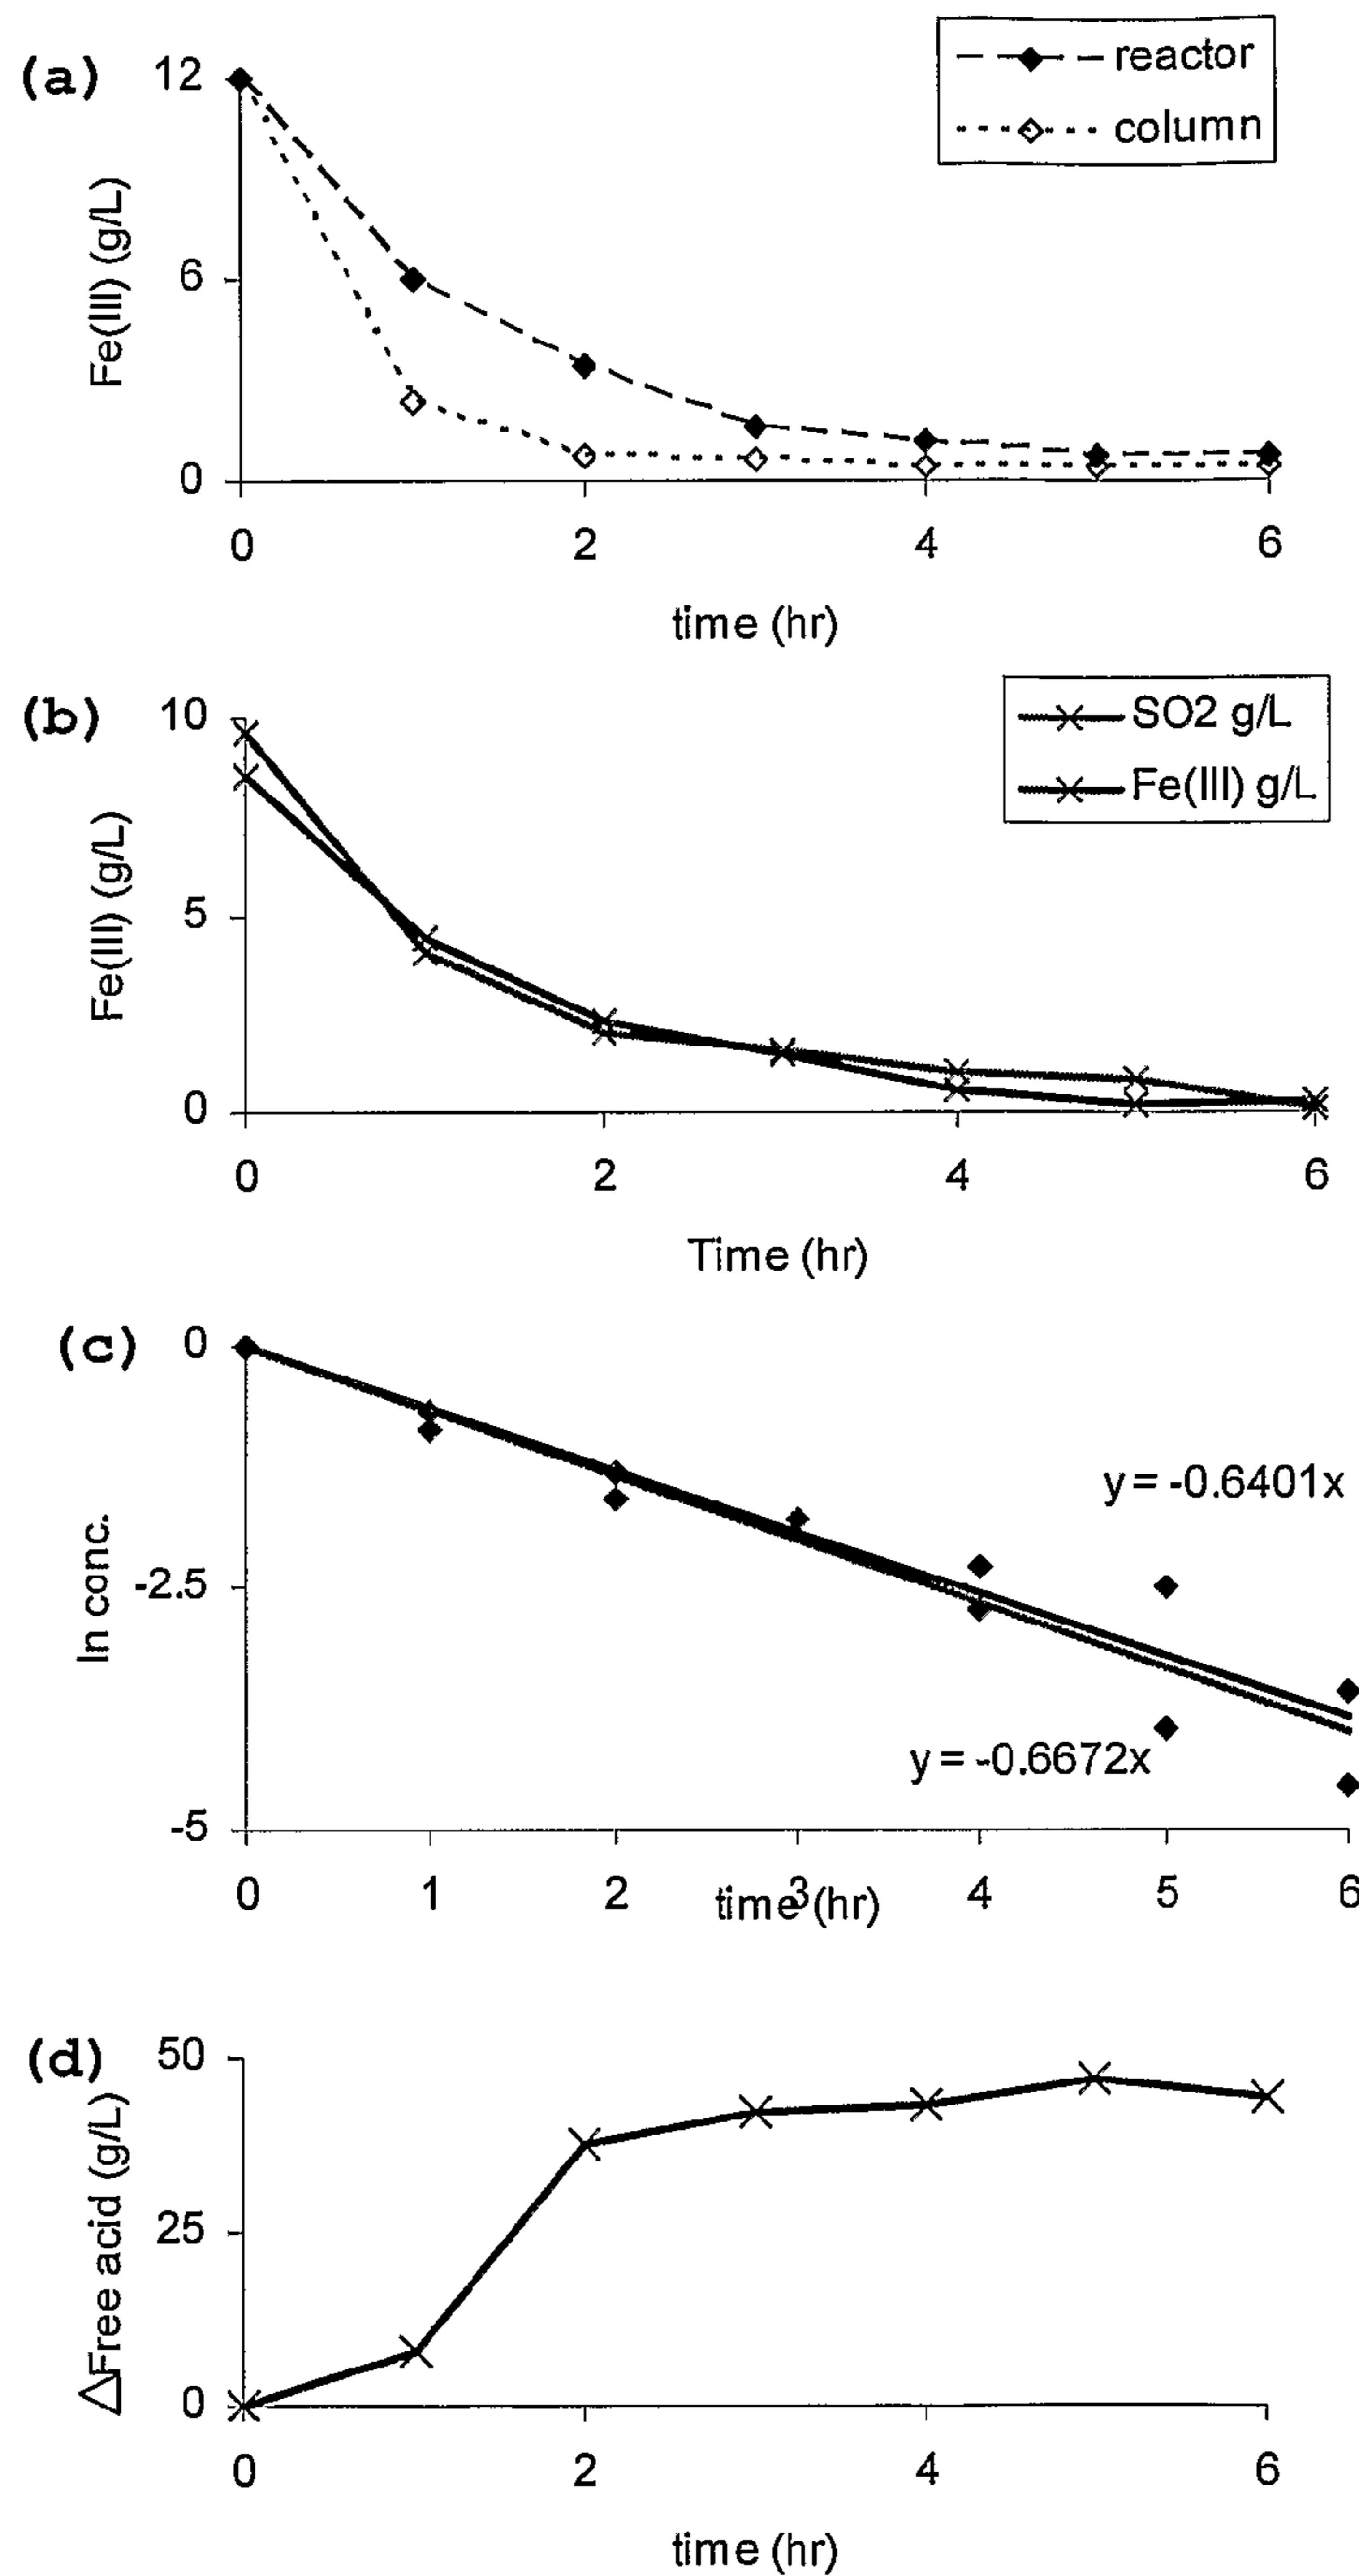 (a)
reactor
column
12
6
0
Fe(III) (g/L)
0 2 4 6
time (hr)
(b)
SO2 g/L
Fe(III) g/L
10
5
0
Fe(III) (g/L)
0 2 4 6
Time (hr)
(c)
0
-2.5
-5
ln conc.
y = -0.6401x
y = -0.6672x
0 1 2 3 4 5 6
time (hr)
(d)
50
25
0
△Free acid (g/L)
0 2 4 6
time (hr)